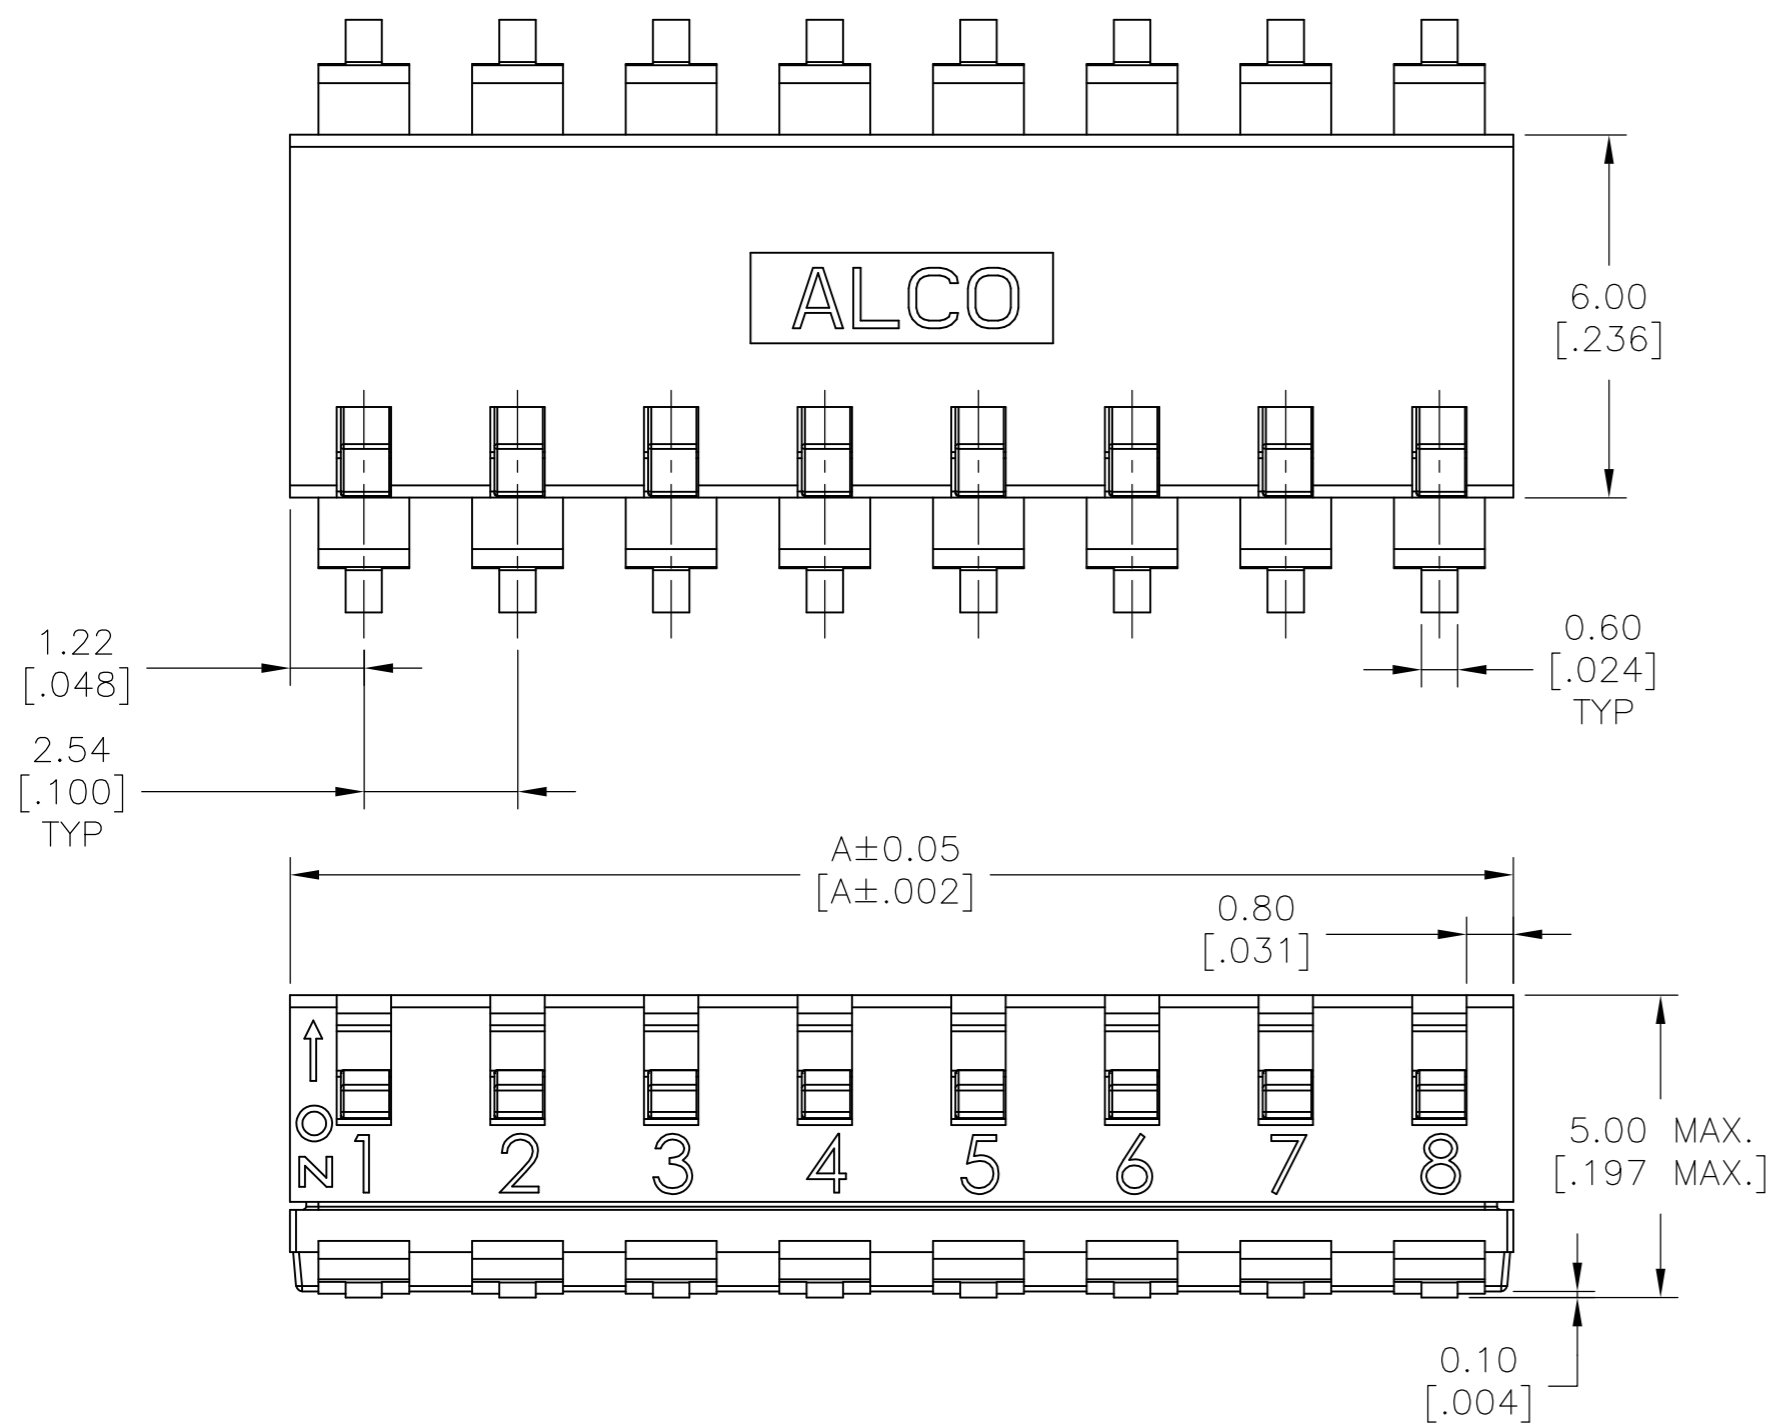 ALCO
6.00
[.236]
1.22
[.048]
0.60
[.024]
TYP
2.54
[.100]
TYP
A±0.05
[A±.002]
0.80
[.031]
ON
1 2 3 4 5 6 7 8
5.00 MAX.
[.197 MAX.]
0.10
[.004]